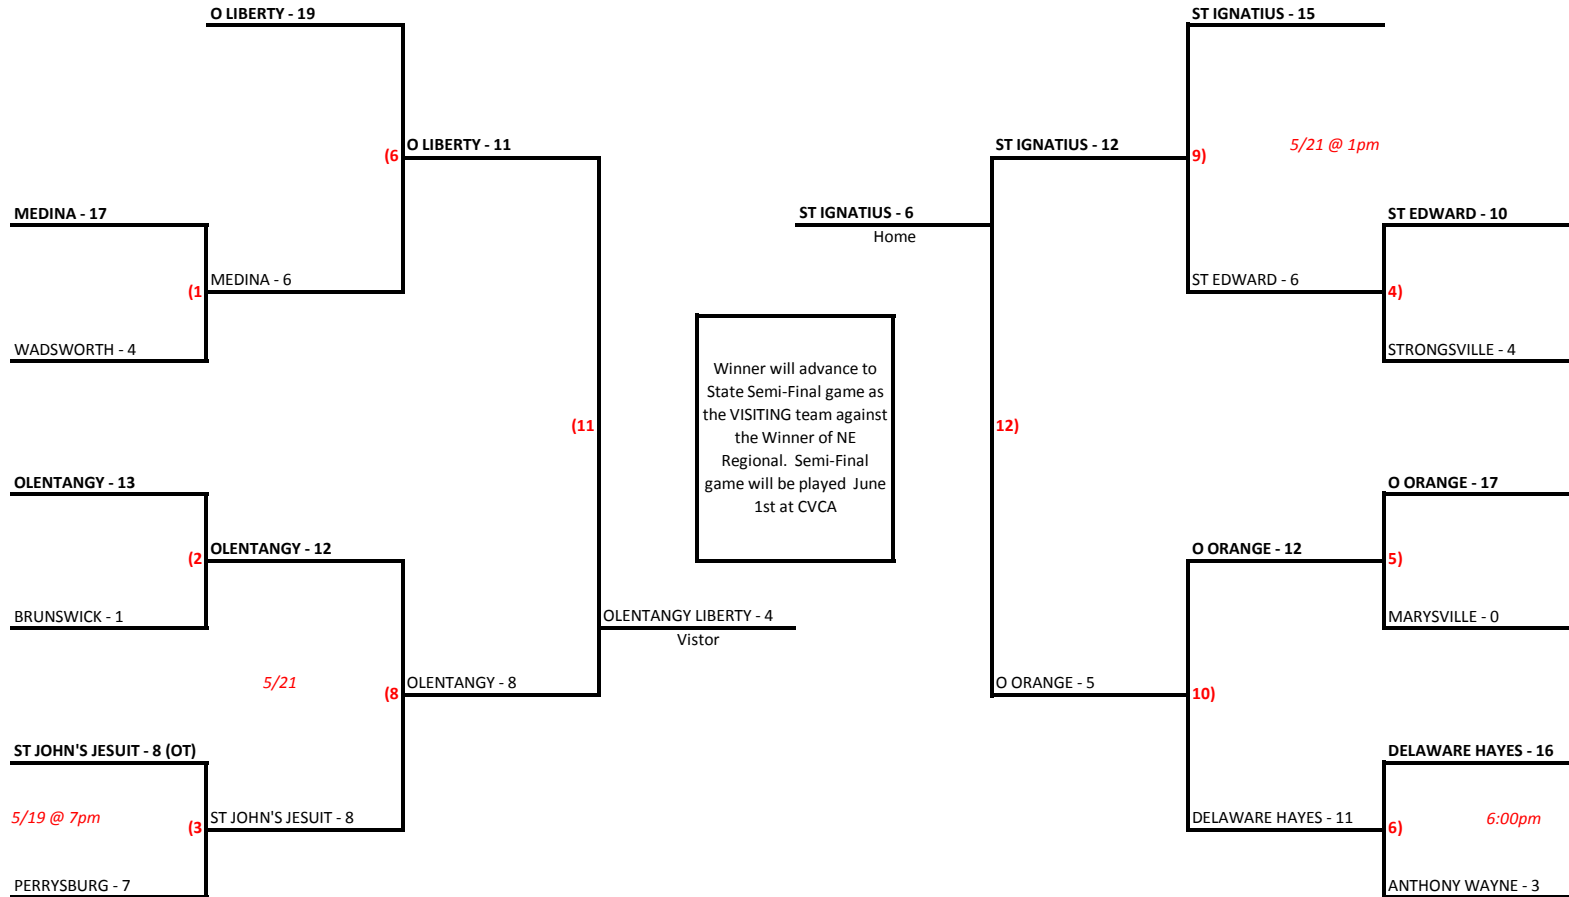 O LIBERTY - 19
ST IGNATIUS - 15
(6
O LIBERTY - 11
ST IGNATIUS - 12
9)
5/21 @ 1pm
MEDINA - 17
ST IGNATIUS - 6
Home
ST EDWARD - 10
(1
MEDINA - 6
ST EDWARD - 6
4)
WADSWORTH - 4
STRONGSVILLE - 4
Winner will advance to
State Semi-Final game as
the VISITING team against
the Winner of NE
Regional. Semi-Final
game will be played June
1st at CVCA
(11
12)
OLENTANGY - 13
O ORANGE - 17
(2
OLENTANGY - 12
O ORANGE - 12
5)
BRUNSWICK - 1
OLENTANGY LIBERTY - 4
Vistor
MARYSVILLE - 0
5/21
(8
OLENTANGY - 8
O ORANGE - 5
10)
ST JOHN'S JESUIT - 8 (OT)
DELAWARE HAYES - 16
5/19 @ 7pm
(3
ST JOHN'S JESUIT - 8
DELAWARE HAYES - 11
6)
6:00pm
PERRYSBURG - 7
ANTHONY WAYNE - 3